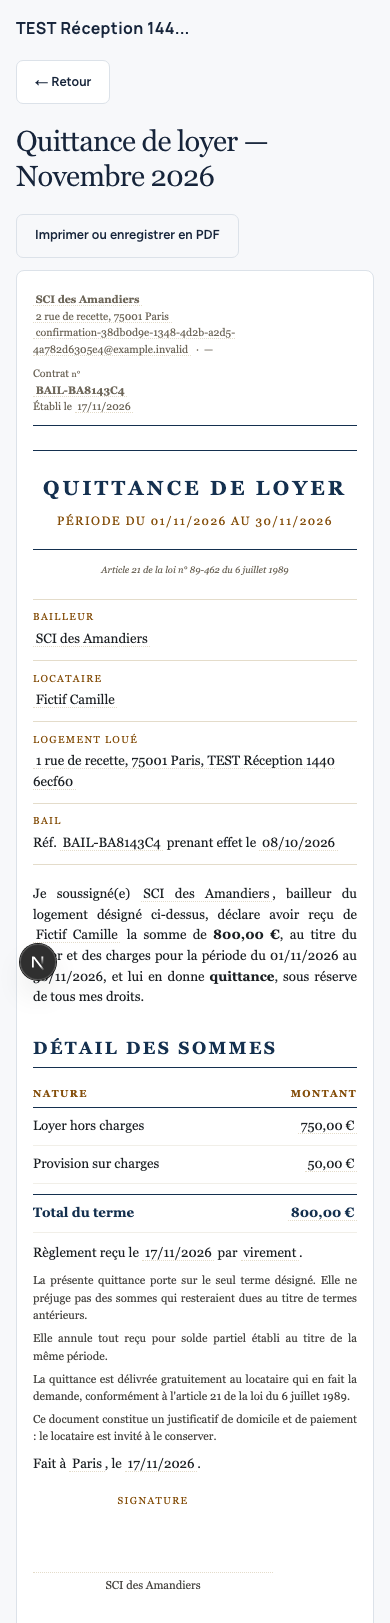 TEST Réception 144...
← Retour
Quittance de loyer —
Novembre 2026
Imprimer ou enregistrer en PDF
SCI des Amandiers
2 rue de recette, 75001 Paris
confirmation-38db0d9e-1348-4d2b-a2d5-
4a782d6305e4@example.invalid · —
Contrat n°
BAIL-BA8143C4
Établi le 17/11/2026
QUITTANCE DE LOYER
PÉRIODE DU 01/11/2026 AU 30/11/2026
Article 21 de la loi n° 89-462 du 6 juillet 1989
BAILLEUR
SCI des Amandiers
LOCATAIRE
Fictif Camille
LOGEMENT LOUÉ
1 rue de recette, 75001 Paris, TEST Réception 1440
6ecf60
BAIL
Réf. BAIL-BA8143C4 prenant effet le 08/10/2026
Je soussigné(e) SCI des Amandiers, bailleur du
logement désigné ci-dessus, déclare avoir reçu de
Fictif Camille la somme de 800,00 €, au titre du
et des charges pour la période du 01/11/2026 au
/11/2026, et lui en donne quittance, sous réserve
de tous mes droits.
N
DÉTAIL DES SOMMES
NATURE MONTANT
Loyer hors charges 750,00 €
Provision sur charges 50,00 €
Total du terme 800,00 €
Règlement reçu le 17/11/2026 par virement.
La présente quittance porte sur le seul terme désigné. Elle ne
préjuge pas des sommes qui resteraient dues au titre de termes
antérieurs.
Elle annule tout reçu pour solde partiel établi au titre de la
même période.
La quittance est délivrée gratuitement au locataire qui en fait la
demande, conformément à l'article 21 de la loi du 6 juillet 1989.
Ce document constitue un justificatif de domicile et de paiement
: le locataire est invité à le conserver.
Fait à Paris, le 17/11/2026.
SIGNATURE
SCI des Amandiers